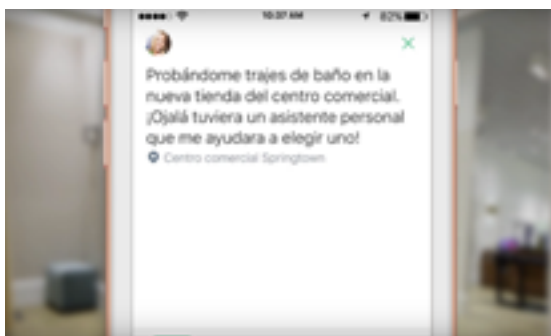 10:37 AM
82%
Probándome trajes de baño en la
nueva tienda del centro comercial.
¡Ojalá tuviera un asistente personal
que me ayudara a elegir uno!
Centro comercial Springtown